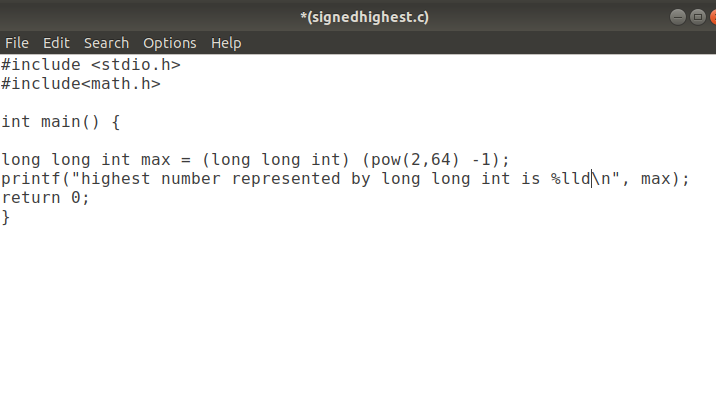 *(signedhighest.c)
File Edit Search Options Help
#include <stdio.h>
#include<math.h>
int main() {
long long int max = (long long int) (pow(2,64) -1);
printf("highest number represented by long long int is %lld\n", max);
return 0;
}